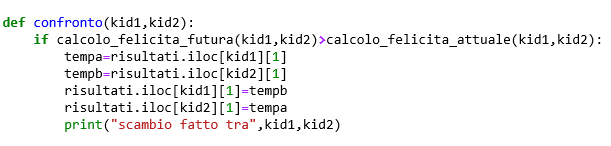 def confronto(kid1,kid2):
    if calcolo_felicita_futura(kid1,kid2)>calcolo_felicita_attuale(kid1,kid2):
        tempa=risultati.iloc[kid1][1]
        tempb=risultati.iloc[kid2][1]
        risultati.iloc[kid1][1]=tempb
        risultati.iloc[kid2][1]=tempa
        print("scambio fatto tra",kid1,kid2)